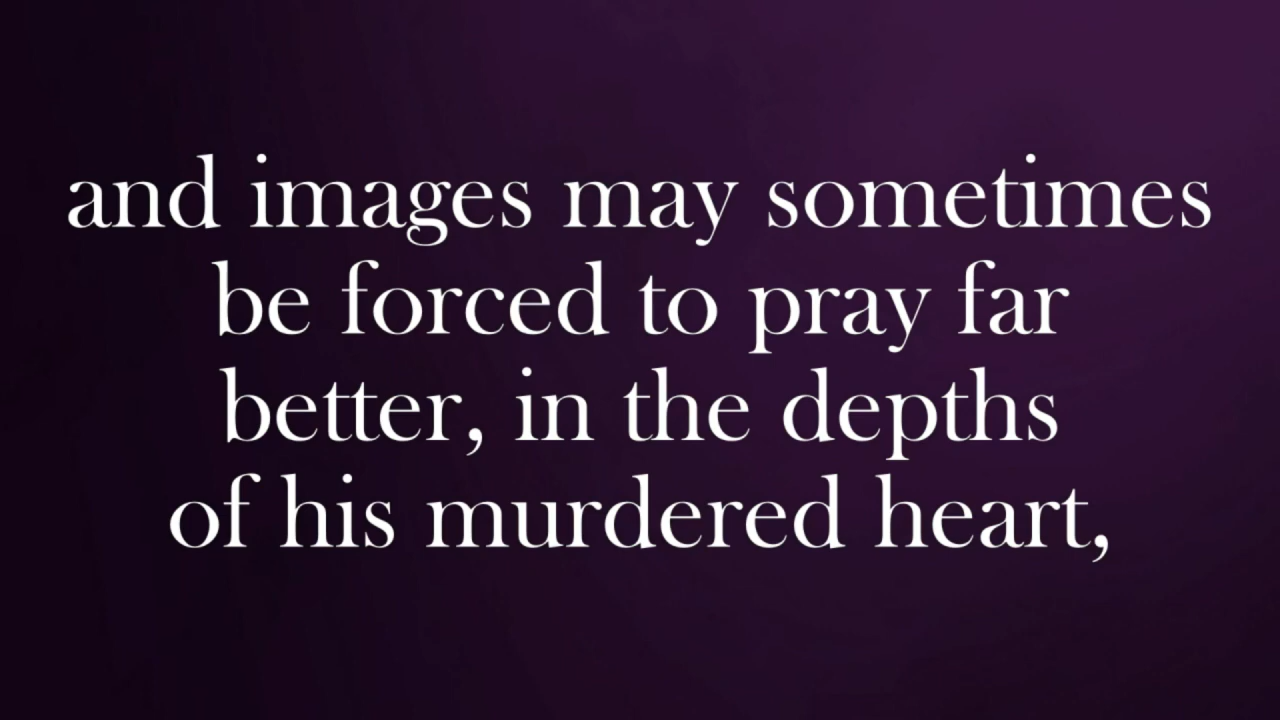 and images may sometimes
be forced to pray far
better, in the depths
of his murdered heart,